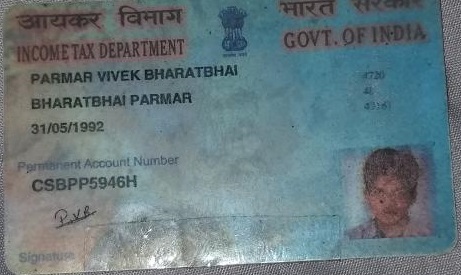 आयकर विभाग
भारत सरकार
INCOME TAX DEPARTMENT
GOVT. OF INDIA
PARMAR VIVEK BHARATBHAI
BHARATBHAI PARMAR
31/05/1992
Permanent Account Number
CSBPP5946H
P.V.B.
Signature